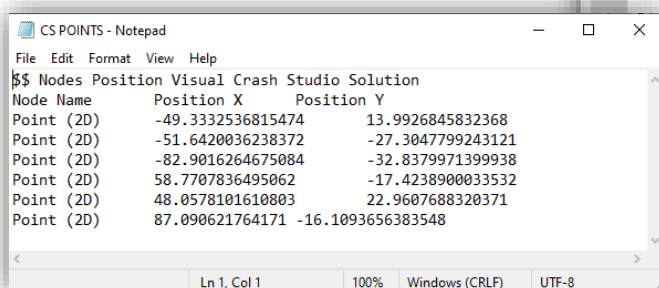 CS POINTS - Notepad
File Edit Format View Help
$$ Nodes Position Visual Crash Studio Solution
Node Name Position X Position Y
Point (2D) -49.3332536815474 13.9926845832368
Point (2D) -51.6420036238372 -27.3047799243121
Point (2D) -82.9016264675084 -32.8379971399938
Point (2D) 58.7707836495062 -17.4238900033532
Point (2D) 48.0578101610803 22.9607688320371
Point (2D) 87.090621764171 -16.1093656383548
Ln 1, Col 1 100% Windows (CRLF) UTF-8